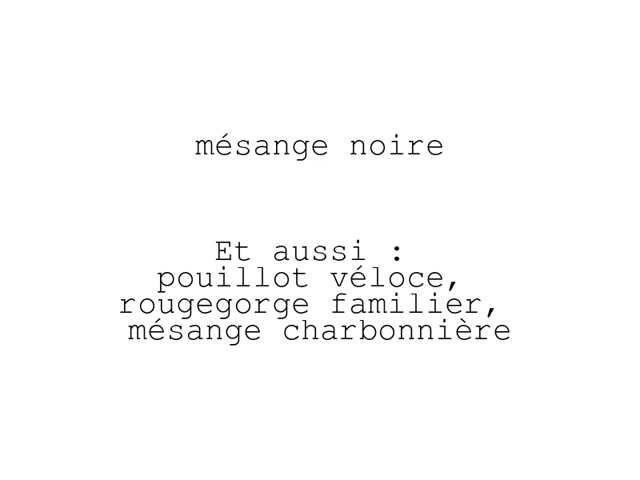 mésange noire
Et aussi :
pouillot véloce,
rougegorge familier,
mésange charbonnière